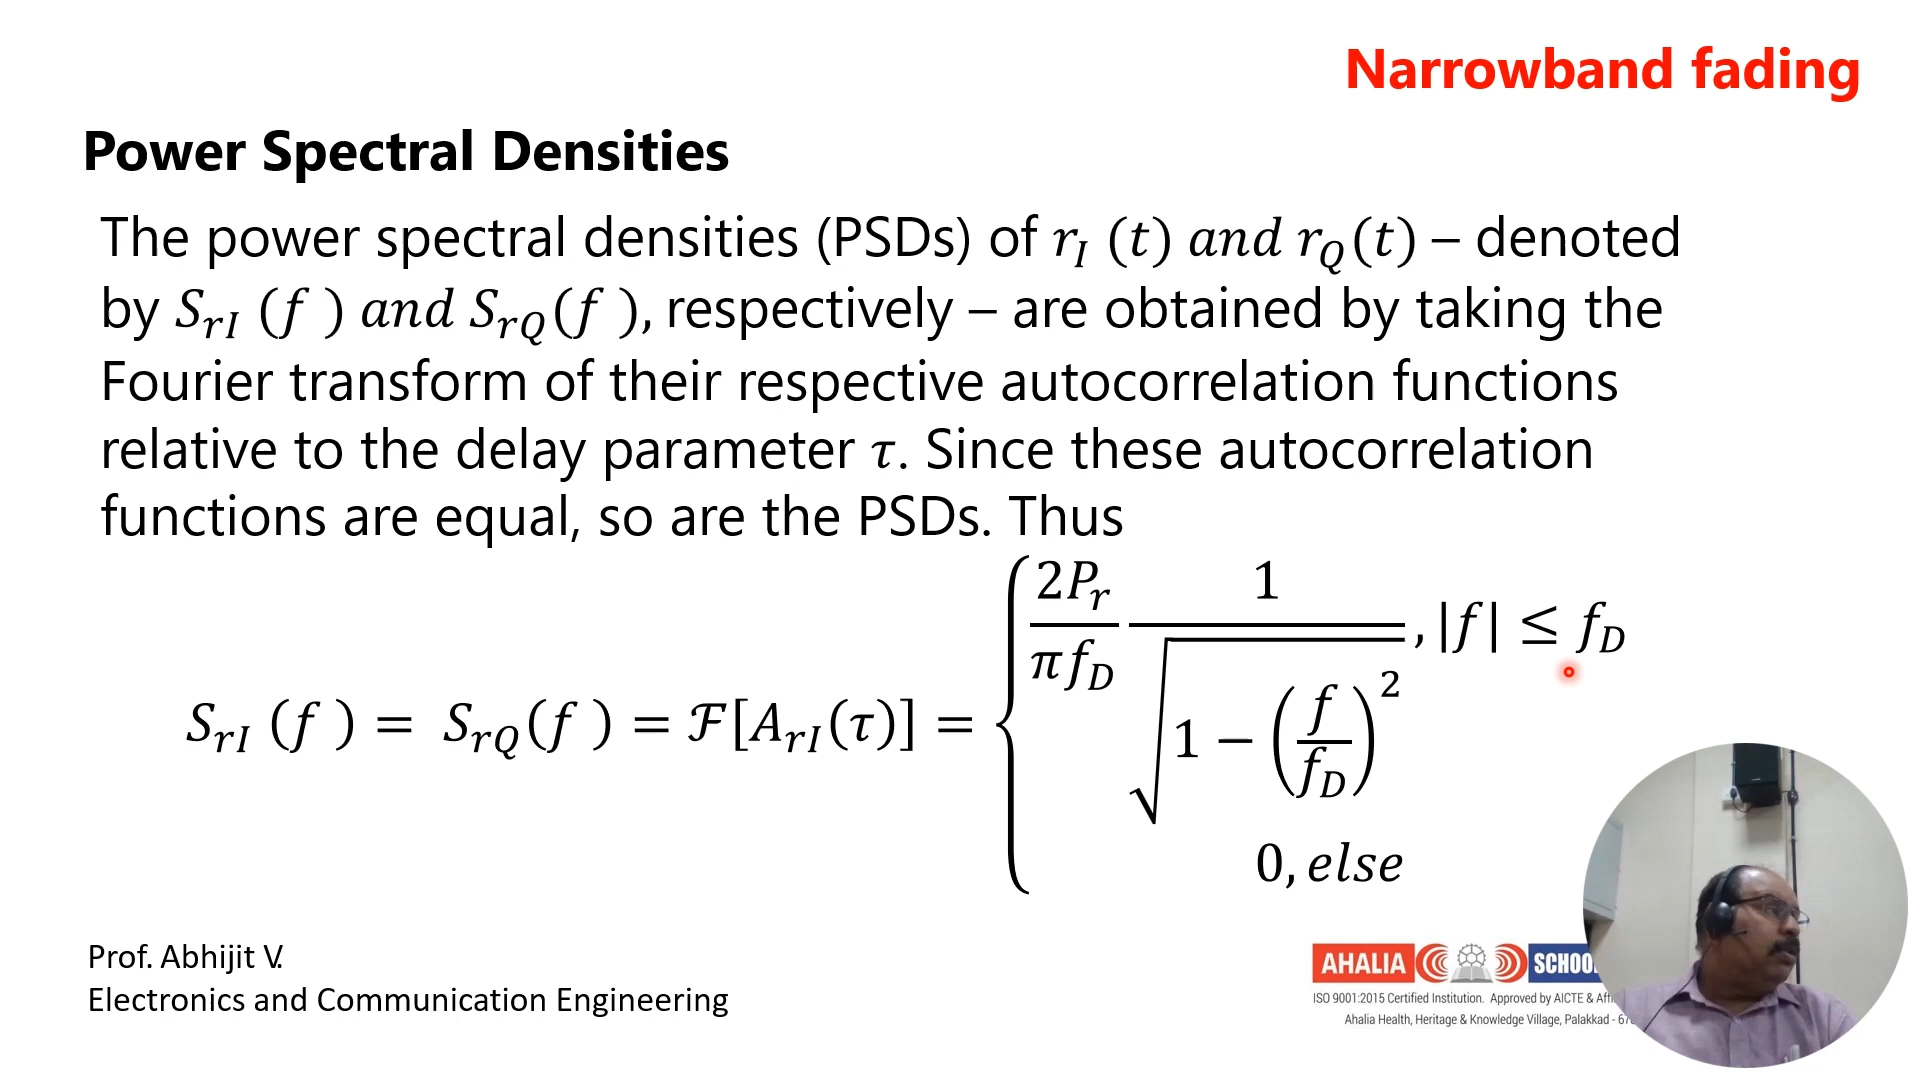 Narrowband fading
Power Spectral Densities
The power spectral densities (PSDs) of r_I (t) and r_Q(t) – denoted
by S_rI (f ) and S_rQ(f ), respectively – are obtained by taking the
Fourier transform of their respective autocorrelation functions
relative to the delay parameter τ. Since these autocorrelation
functions are equal, so are the PSDs. Thus
S_rI (f ) = S_rQ(f ) = ℱ[A_rI(τ)] = { (2P_r / πf_D) (1 / √(1 − (f/f_D)^2)) , |f| ≤ f_D
0, else
Prof. Abhijit V.
Electronics and Communication Engineering
AHALIA SCHOO
ISO 9001:2015 Certified Institution. Approved by AICTE &
Ahalia Health, Heritage & Knowledge Village, Palakkad -